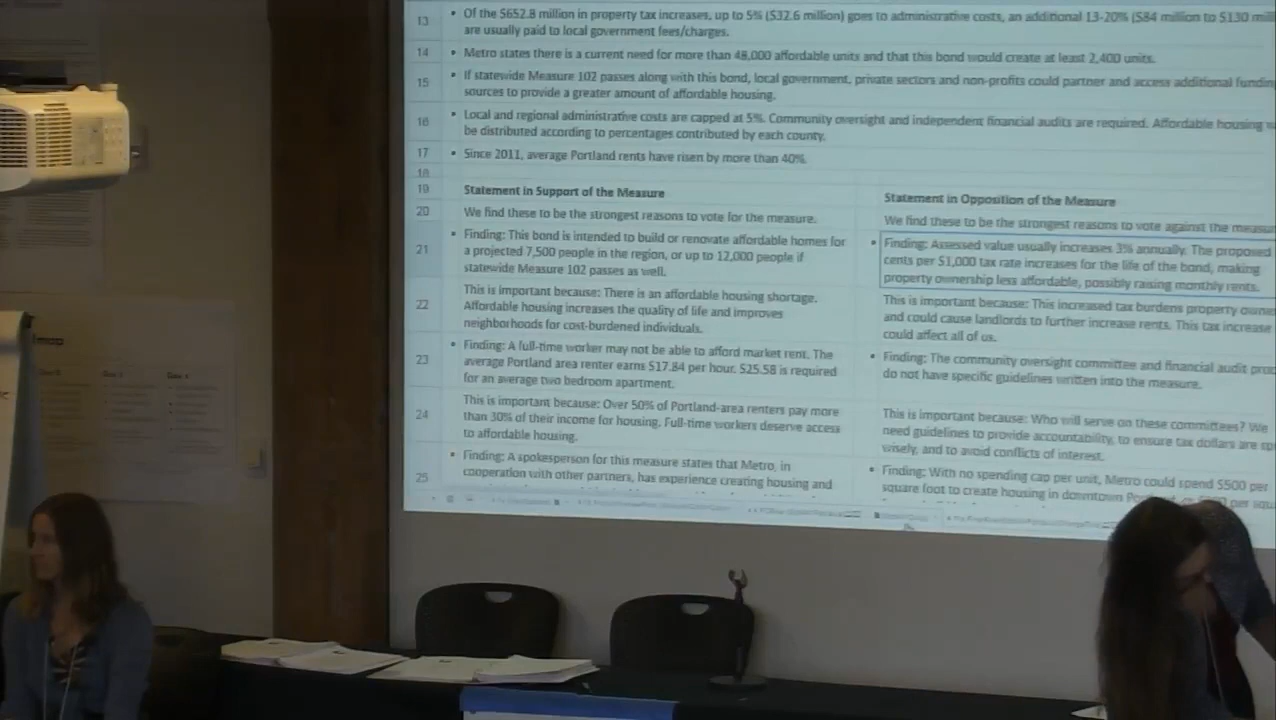 13 • Of the $652.8 million in property tax increases, up to 5% ($32.6 million) goes to administrative costs, an additional 13-20% ($84 million to $130
are usually paid to local government fees/charges.
14 • Metro states there is a current need for more than 48,000 affordable units and that this bond would create at least 2,400 units.
15 • If statewide Measure 102 passes along with this bond, local government, private sectors and non-profits could partner and access additional
sources to provide a greater amount of affordable housing.
16 • Local and regional administrative costs are capped at 5%. Community oversight and independent financial audits are required. Affordable housing
be distributed according to percentages contributed by each county.
17 • Since 2011, average Portland rents have risen by more than 40%.
18
19 Statement in Support of the Measure
20 We find these to be the strongest reasons to vote for the measure.
21 • Finding: This bond is intended to build or renovate affordable homes for
a projected 7,500 people in the region, or up to 12,000 people if
statewide Measure 102 passes as well.
22 This is important because: There is an affordable housing shortage.
Affordable housing increases the quality of life and improves
neighborhoods for cost-burdened individuals.
23 • Finding: A full-time worker may not be able to afford market rent. The
average Portland area renter earns $17.84 per hour. $25.58 is required
for an average two bedroom apartment.
24 This is important because: Over 50% of Portland-area renters pay more
than 30% of their income for housing. Full-time workers deserve access
to affordable housing.
25 • Finding: A spokesperson for this measure states that Metro, in
cooperation with other partners, has experience creating housing and
Statement in Opposition of the Measure
We find these to be the strongest reasons to vote against the
• Finding: Assessed value usually increases 3% annually. The proposed
cents per $1,000 tax rate increases for the life of the bond, making
property ownership less affordable, possibly raising monthly rents.
This is important because: This increased tax burdens property
and could cause landlords to further increase rents. This tax increase
could affect all of us.
• Finding: The community oversight committee and financial audit
do not have specific guidelines written into the measure.
This is important because: Who will serve on these committees? We
need guidelines to provide accountability, to ensure tax dollars are
wisely, and to avoid conflicts of interest.
• Finding: With no spending cap per unit, Metro could spend $500 per
square foot to create housing in downtown